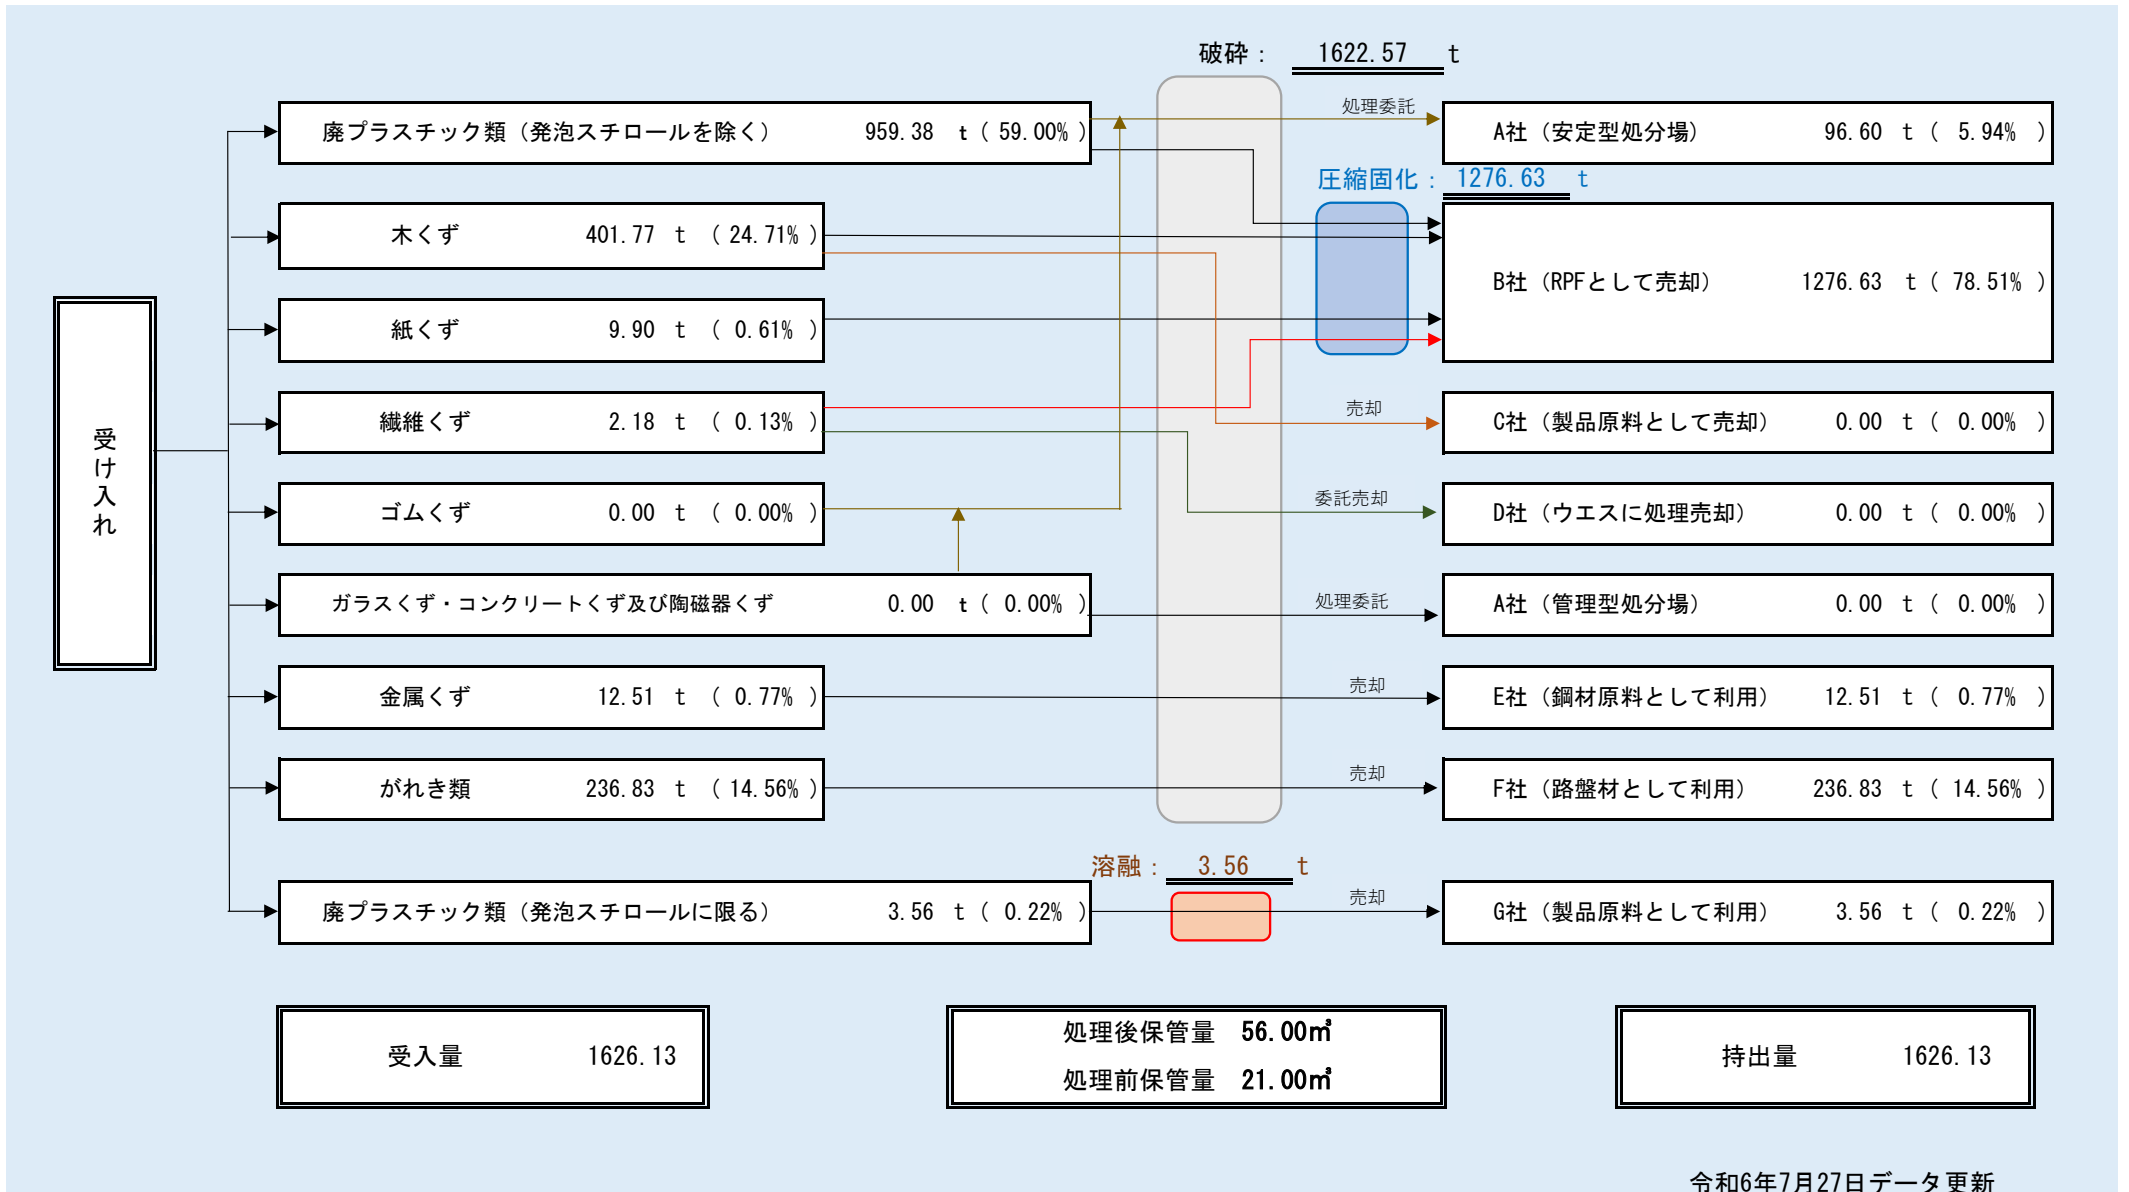 破砕： 1622.57 t
廃プラスチック類（発泡スチロールを除く） 959.38 t ( 59.00% )
処理委託
A社（安定型処分場） 96.60 t ( 5.94% )
圧縮固化： 1276.63 t
木くず 401.77 t ( 24.71% )
B社（RPFとして売却） 1276.63 t ( 78.51% )
紙くず 9.90 t ( 0.61% )
繊維くず 2.18 t ( 0.13% )
売却
C社（製品原料として売却） 0.00 t ( 0.00% )
受け入れ
ゴムくず 0.00 t ( 0.00% )
委託売却
D社（ウエスに処理売却） 0.00 t ( 0.00% )
ガラスくず・コンクリートくず及び陶磁器くず 0.00 t ( 0.00% )
処理委託
A社（管理型処分場） 0.00 t ( 0.00% )
金属くず 12.51 t ( 0.77% )
売却
E社（鋼材原料として利用） 12.51 t ( 0.77% )
がれき類 236.83 t ( 14.56% )
売却
F社（路盤材として利用） 236.83 t ( 14.56% )
溶融： 3.56 t
廃プラスチック類（発泡スチロールに限る） 3.56 t ( 0.22% )
売却
G社（製品原料として利用） 3.56 t ( 0.22% )
受入量 1626.13
処理後保管量 56.00㎥
処理前保管量 21.00㎥
持出量 1626.13
令和6年7月27日データ更新